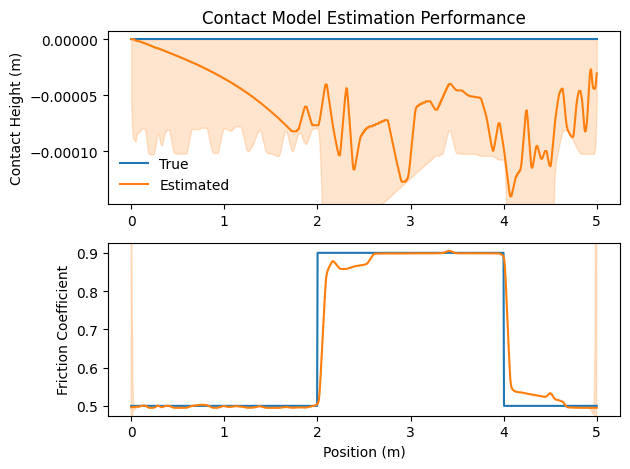 Contact Model Estimation Performance
Contact Height (m)
0.00000
−0.00005
−0.00010
True
Estimated
0 1 2 3 4 5
Friction Coefficient
0.9
0.8
0.7
0.6
0.5
0 1 2 3 4 5
Position (m)